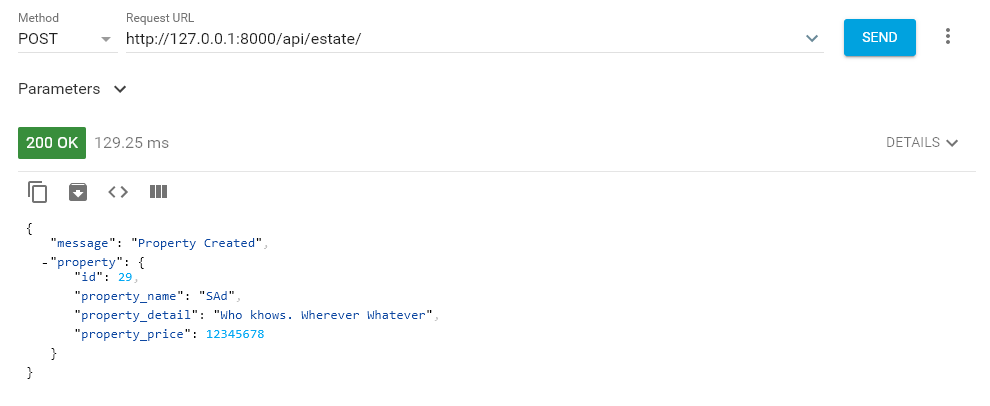 Method
Request URL
POST
http://127.0.0.1:8000/api/estate/
SEND
Parameters
200 OK
129.25 ms
DETAILS
{
"message": "Property Created",
-"property": {
"id": 29,
"property_name": "SAd",
"property_detail": "Who khows. Wherever Whatever",
"property_price": 12345678
}
}